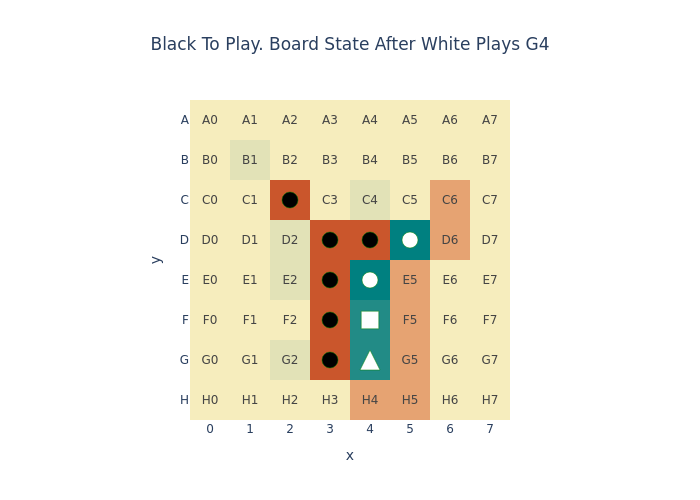 Black To Play. Board State After White Plays G4
A A0 A1 A2 A3 A4 A5 A6 A7
B B0 B1 B2 B3 B4 B5 B6 B7
C C0 C1 C3 C4 C5 C6 C7
D D0 D1 D2 D6 D7
y
E E0 E1 E2 E5 E6 E7
F F0 F1 F2 F5 F6 F7
G G0 G1 G2 G5 G6 G7
H H0 H1 H2 H3 H4 H5 H6 H7
0 1 2 3 4 5 6 7
x